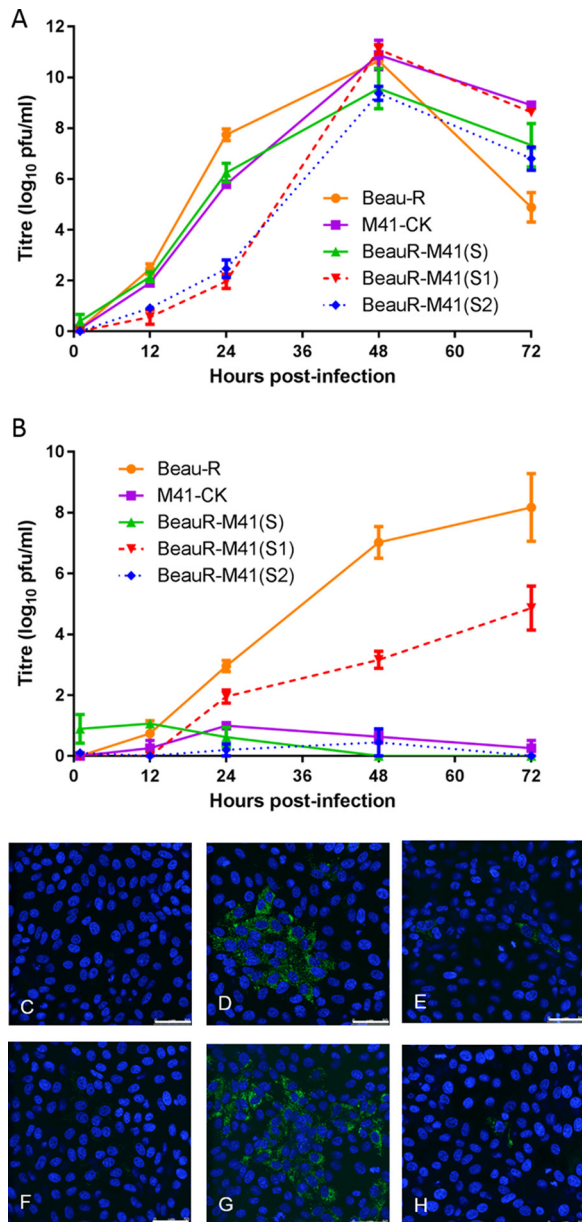 A
12
10
8
6
4
2
0
Titre (log₁₀ pfu/ml)
Beau-R
M41-CK
BeauR-M41(S)
BeauR-M41(S1)
BeauR-M41(S2)
0 12 24 36 48 60 72
Hours post-infection
B
10
8
6
4
2
0
Titre (log₁₀ pfu/ml)
Beau-R
M41-CK
BeauR-M41(S)
BeauR-M41(S1)
BeauR-M41(S2)
0 12 24 36 48 60 72
Hours post-infection
C D E
F G H